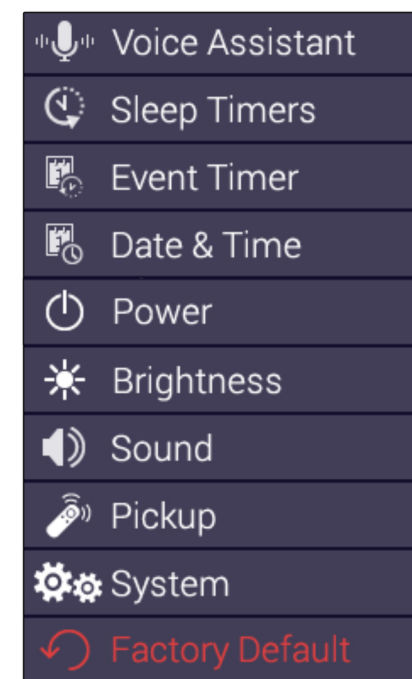 Voice Assistant
Sleep Timers
Event Timer
Date & Time
Power
Brightness
Sound
Pickup
System
Factory Default